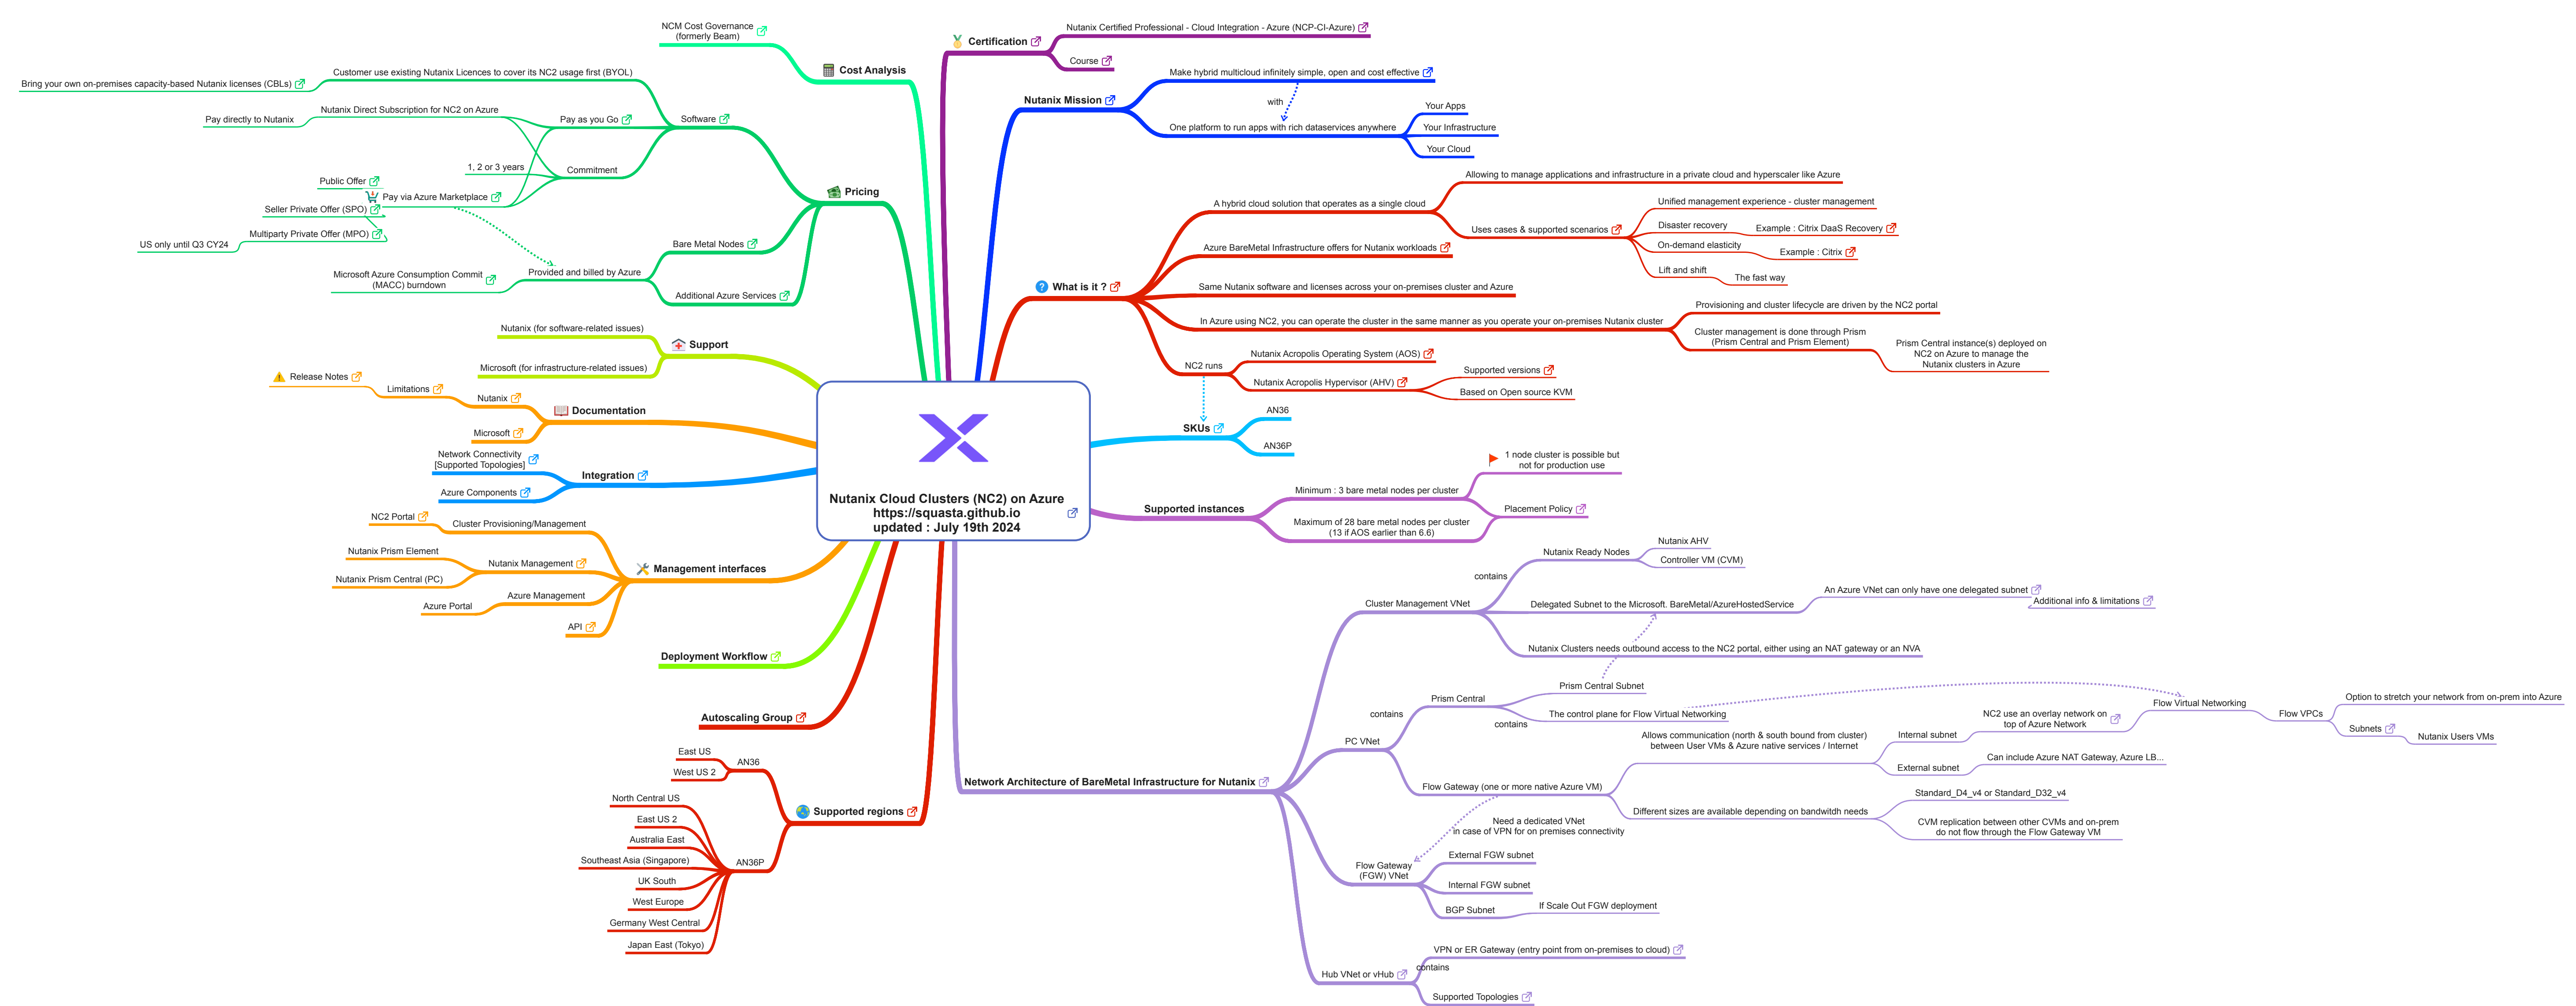 Nutanix Cloud Clusters (NC2) on Azure
https://squasta.github.io
updated : July 19th 2024
Certification
Nutanix Certified Professional - Cloud Integration - Azure (NCP-CI-Azure)
Course
Nutanix Mission
Make hybrid multicloud infinitely simple, open and cost effective
with
One platform to run apps with rich dataservices anywhere
Your Apps
Your Infrastructure
Your Cloud
What is it ?
A hybrid cloud solution that operates as a single cloud
Allowing to manage applications and infrastructure in a private cloud and hyperscaler like Azure
Uses cases & supported scenarios
Unified management experience - cluster management
Disaster recovery
Example : Citrix DaaS Recovery
On-demand elasticity
Example : Citrix
Lift and shift
The fast way
Azure BareMetal Infrastructure offers for Nutanix workloads
Same Nutanix software and licenses across your on-premises cluster and Azure
In Azure using NC2, you can operate the cluster in the same manner as you operate your on-premises Nutanix cluster
Provisioning and cluster lifecycle are driven by the NC2 portal
Cluster management is done through Prism
(Prism Central and Prism Element)
Prism Central instance(s) deployed on
NC2 on Azure to manage the
Nutanix clusters in Azure
NC2 runs
Nutanix Acropolis Operating System (AOS)
Nutanix Acropolis Hypervisor (AHV)
Supported versions
Based on Open source KVM
SKUs
AN36
AN36P
Supported instances
Minimum : 3 bare metal nodes per cluster
1 node cluster is possible but
not for production use
Placement Policy
Maximum of 28 bare metal nodes per cluster
(13 if AOS earlier than 6.6)
Network Architecture of BareMetal Infrastructure for Nutanix
Cluster Management VNet
contains
Nutanix Ready Nodes
Nutanix AHV
Controller VM (CVM)
Delegated Subnet to the Microsoft. BareMetal/AzureHostedService
An Azure VNet can only have one delegated subnet
Additional info & limitations
Nutanix Clusters needs outbound access to the NC2 portal, either using an NAT gateway or an NVA
PC VNet
contains
Prism Central
Prism Central Subnet
contains
The control plane for Flow Virtual Networking
Flow Gateway (one or more native Azure VM)
Allows communication (north & south bound from cluster)
between User VMs & Azure native services / Internet
Internal subnet
NC2 use an overlay network on
top of Azure Network
Flow Virtual Networking
Flow VPCs
Option to stretch your network from on-prem into Azure
Subnets
Nutanix Users VMs
External subnet
Can include Azure NAT Gateway, Azure LB...
Different sizes are available depending on bandwitdh needs
Standard_D4_v4 or Standard_D32_v4
CVM replication between other CVMs and on-prem
do not flow through the Flow Gateway VM
Need a dedicated VNet
in case of VPN for on premises connectivity
Flow Gateway
(FGW) VNet
External FGW subnet
Internal FGW subnet
BGP Subnet
If Scale Out FGW deployment
Hub VNet or vHub
contains
VPN or ER Gateway (entry point from on-premises to cloud)
Supported Topologies
Cost Analysis
NCM Cost Governance
(formerly Beam)
Pricing
Software
Customer use existing Nutanix Licences to cover its NC2 usage first (BYOL)
Bring your own on-premises capacity-based Nutanix licenses (CBLs)
Pay as you Go
Nutanix Direct Subscription for NC2 on Azure
Pay directly to Nutanix
Commitment
1, 2 or 3 years
Pay via Azure Marketplace
Public Offer
Seller Private Offer (SPO)
Multiparty Private Offer (MPO)
US only until Q3 CY24
Bare Metal Nodes
Provided and billed by Azure
Microsoft Azure Consumption Commit
(MACC) burndown
Additional Azure Services
Support
Nutanix (for software-related issues)
Microsoft (for infrastructure-related issues)
Documentation
Nutanix
Limitations
Release Notes
Microsoft
Integration
Network Connectivity
[Supported Topologies]
Azure Components
Management interfaces
Cluster Provisioning/Management
NC2 Portal
Nutanix Management
Nutanix Prism Element
Nutanix Prism Central (PC)
Azure Management
Azure Portal
API
Deployment Workflow
Autoscaling Group
Supported regions
AN36
East US
West US 2
AN36P
North Central US
East US 2
Australia East
Southeast Asia (Singapore)
UK South
West Europe
Germany West Central
Japan East (Tokyo)